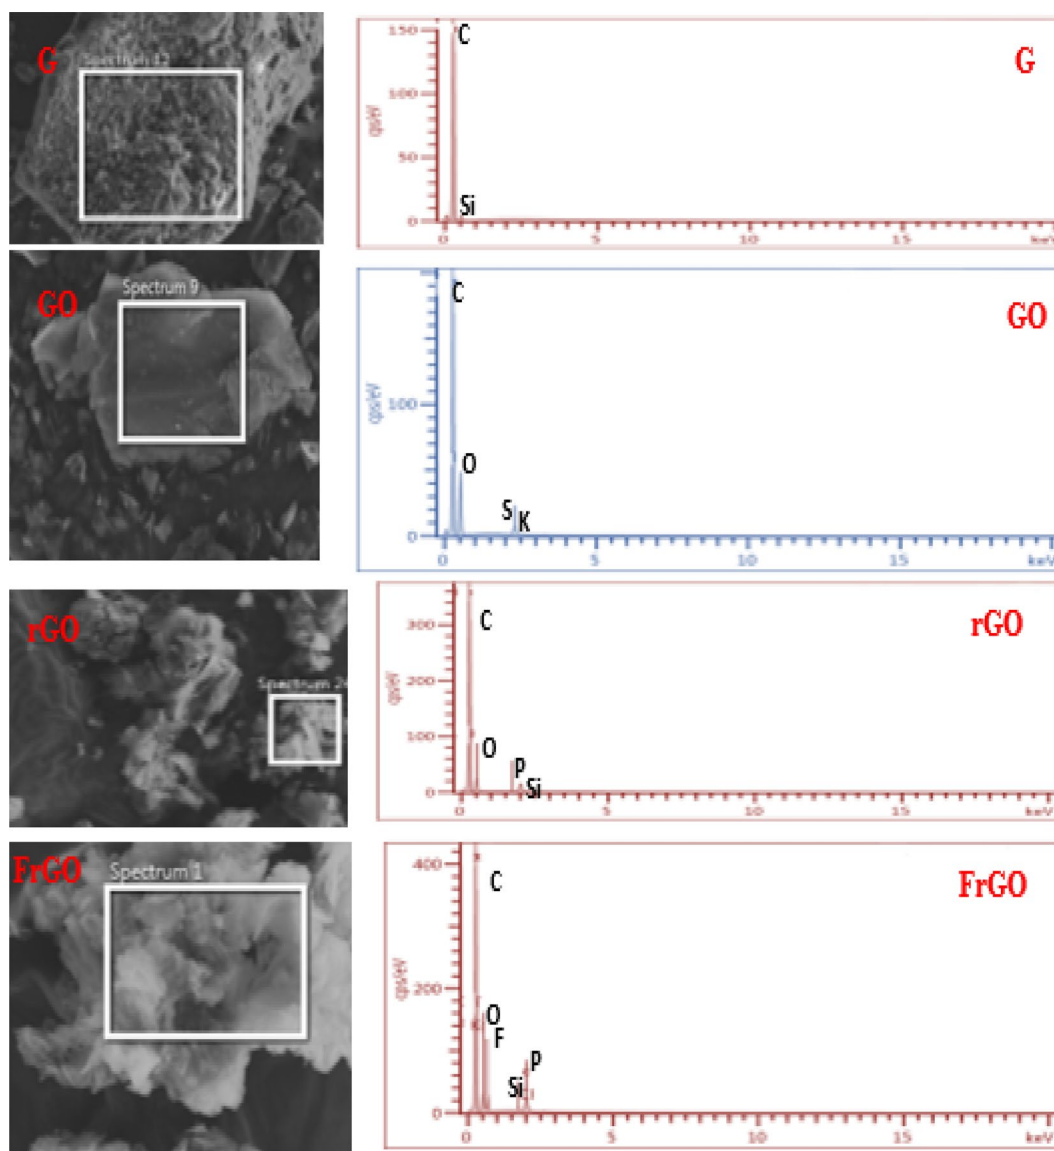 G
Spectrum 12
G
C
Si
150
100
50
0
cps/eV
0 5 10 15 keV
GO
Spectrum 9
GO
C
O
S
K
100
0
cps/eV
0 5 10 15 keV
rGO
Spectrum 2
rGO
C
O
P
Si
300
200
100
0
cps/eV
0 5 10 15 keV
FrGO
Spectrum 1
FrGO
C
O
F
Si
P
400
200
0
cps/eV
0 5 10 15 keV